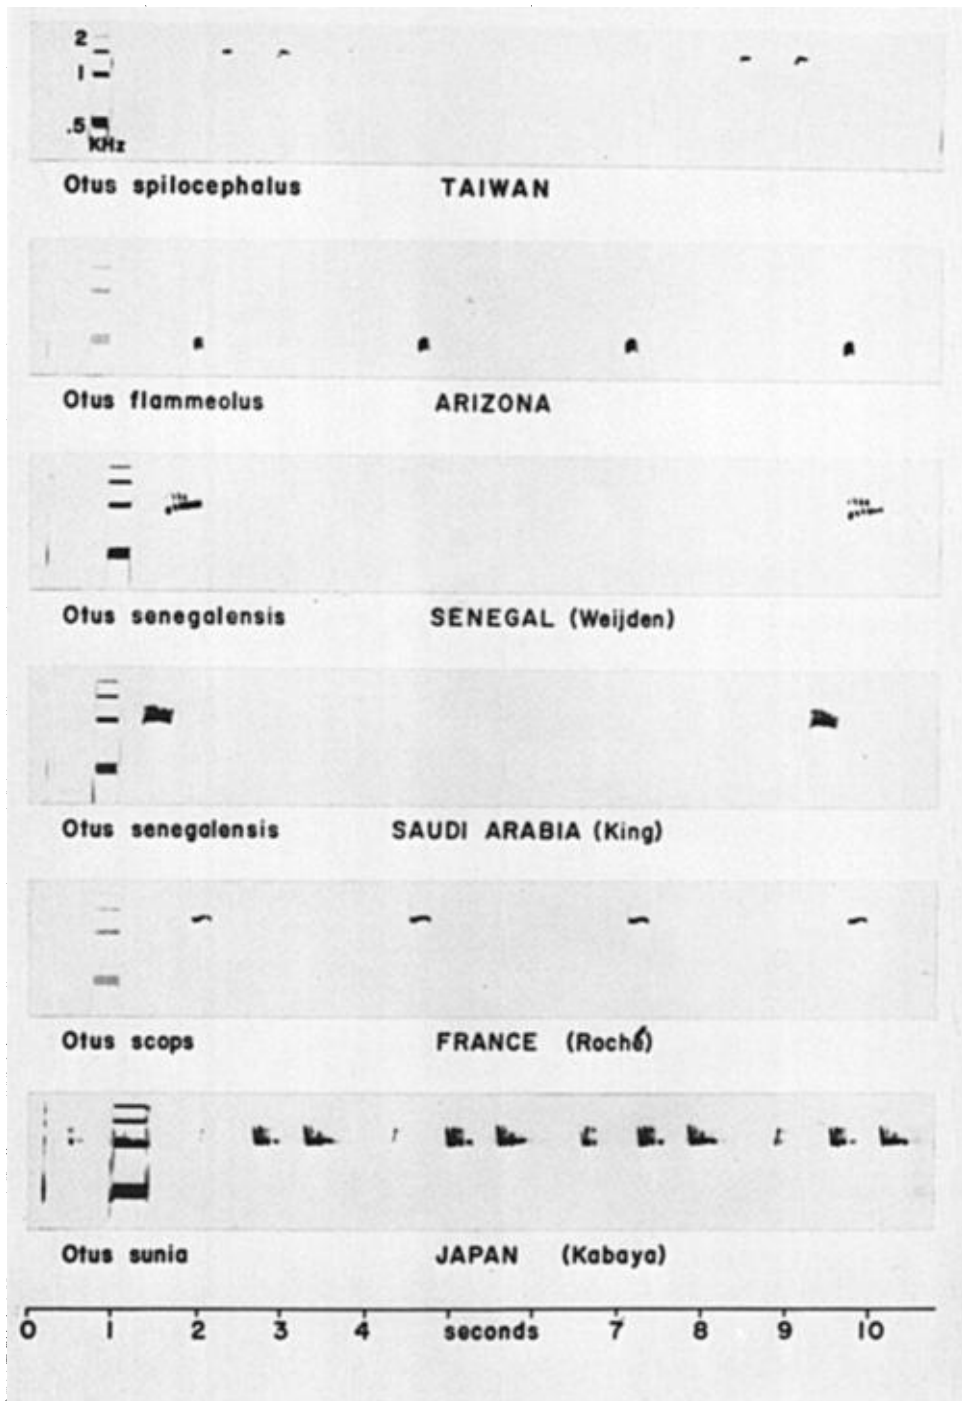 2
1
.5
KHz
Otus spilocephalus TAIWAN
Otus flammeolus ARIZONA
Otus senegalensis SENEGAL (Weijden)
Otus senegalensis SAUDI ARABIA (King)
Otus scops FRANCE (Roché)
Otus sunia JAPAN (Kabaya)
0 1 2 3 4 seconds 7 8 9 10